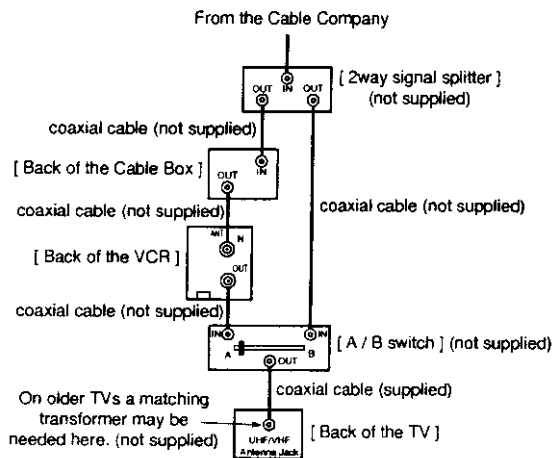 From the Cable Company
OUT IN OUT
[ 2way signal splitter ]
(not supplied)
coaxial cable (not supplied)
IN
[ Back of the Cable Box ]
OUT
coaxial cable (not supplied)
coaxial cable (not supplied)
ANT IN
[ Back of the VCR ]
OUT
coaxial cable (not supplied)
IN IN
A B
[ A / B switch ] (not supplied)
OUT
coaxial cable (supplied)
On older TVs a matching
transformer may be
needed here. (not supplied)
[ Back of the TV ]
UHF/VHF
Antenna Jack